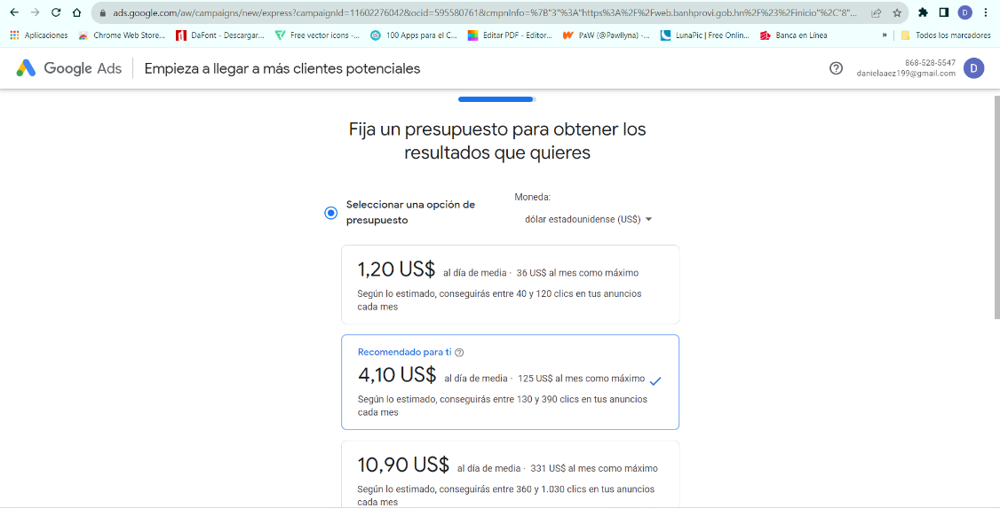 ads.google.com/aw/campaigns/new/express?campaignId=11602276042&ocid=595580761&cmpnInfo=%7B"3"%3A"https%3A%2F%2Fweb.banhprovi.gob.hn%2F%23%2Finicio"%2C"8"...
D
Aplicaciones
Chrome Web Store...
DaFont - Descargar...
Free vector icons -...
100 Apps para el C...
Editar PDF - Editor...
PᴀW (@Pawllyna) -...
LunaPic | Free Onlin...
Banca en Línea
»
Todos los marcadores
Google Ads
Empieza a llegar a más clientes potenciales
868-528-5547
danielaaez199@gmail.com
D
Fija un presupuesto para obtener los
resultados que quieres
Seleccionar una opción de
presupuesto
Moneda:
dólar estadounidense (US$)
1,20 US$ al día de media · 36 US$ al mes como máximo
Según lo estimado, conseguirás entre 40 y 120 clics en tus anuncios
cada mes
Recomendado para ti
4,10 US$ al día de media · 125 US$ al mes como máximo
Según lo estimado, conseguirás entre 130 y 390 clics en tus anuncios
cada mes
10,90 US$ al día de media · 331 US$ al mes como máximo
Según lo estimado, conseguirás entre 360 y 1.030 clics en tus anuncios
cada mes